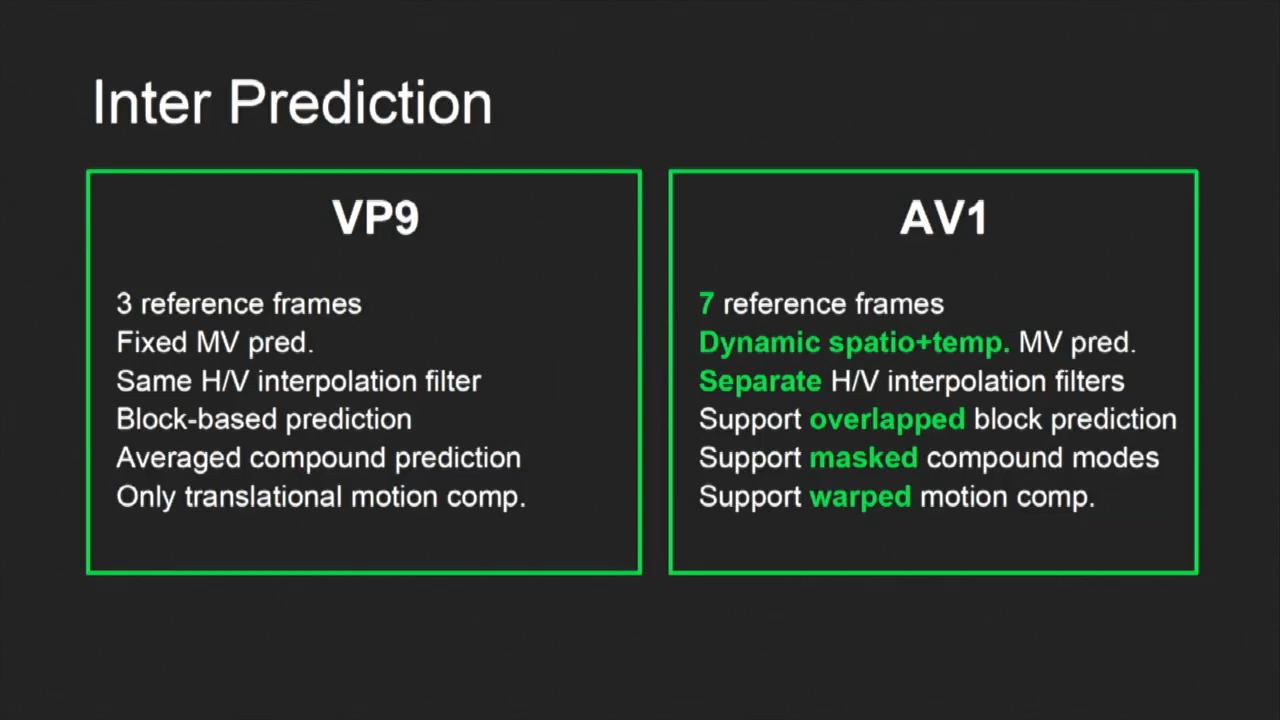 Inter Prediction
VP9
3 reference frames
Fixed MV pred.
Same H/V interpolation filter
Block-based prediction
Averaged compound prediction
Only translational motion comp.
AV1
7 reference frames
Dynamic spatio+temp. MV pred.
Separate H/V interpolation filters
Support overlapped block prediction
Support masked compound modes
Support warped motion comp.